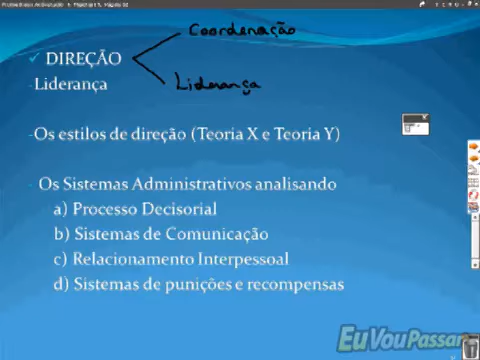 Coordenação
✓ DIREÇÃO
Liderança
-Liderança
-Os estilos de direção (Teoria X e Teoria Y)
- Os Sistemas Administrativos analisando
a) Processo Decisorial
b) Sistemas de Comunicação
c) Relacionamento Interpessoal
d) Sistemas de punições e recompensas
EuVouPassar